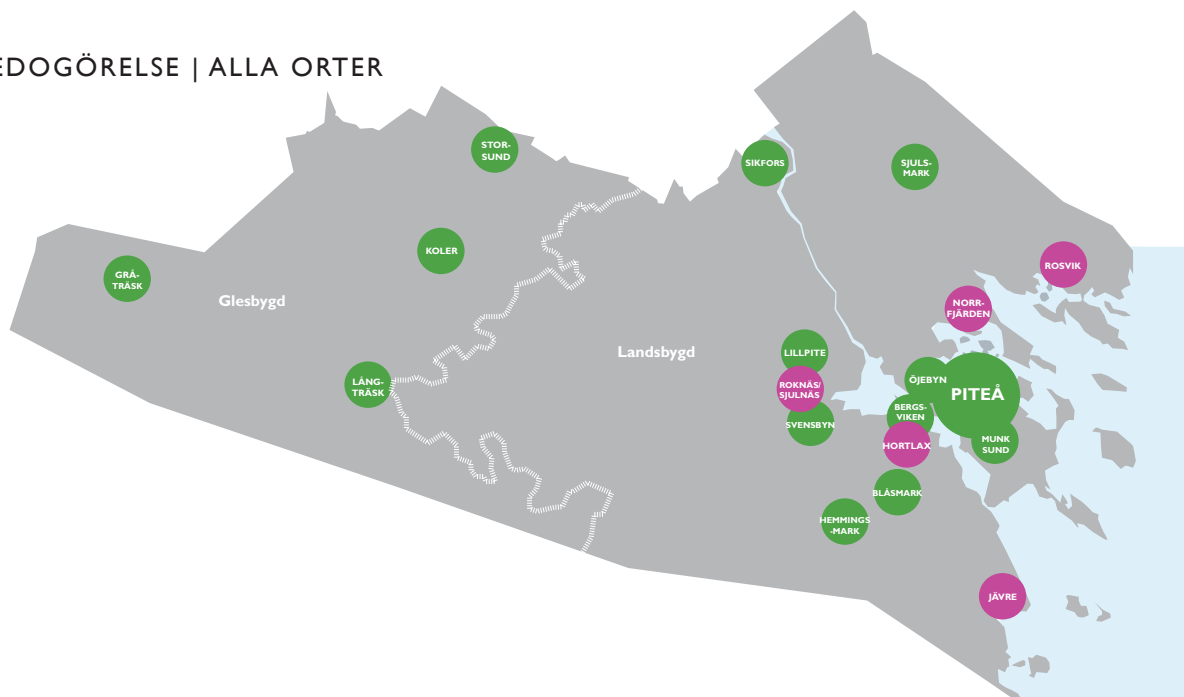 EDOGÖRELSE | ALLA ORTER
STOR-
SUND
SIKFORS
SJULS-
MARK
KOLER
ROSVIK
GRÅ-
TRÄSK
Glesbygd
NORR-
FJÄRDEN
Landsbygd
LILLPITE
LÅNG-
TRÄSK
ROKNÄS/
SJULNÄS
ÖJEBYN
PITEÅ
SVENSBYN
BERGS-
VIKEN
HORTLAX
MUNK
SUND
BLÅSMARK
HEMMINGS
-MARK
JÄVRE